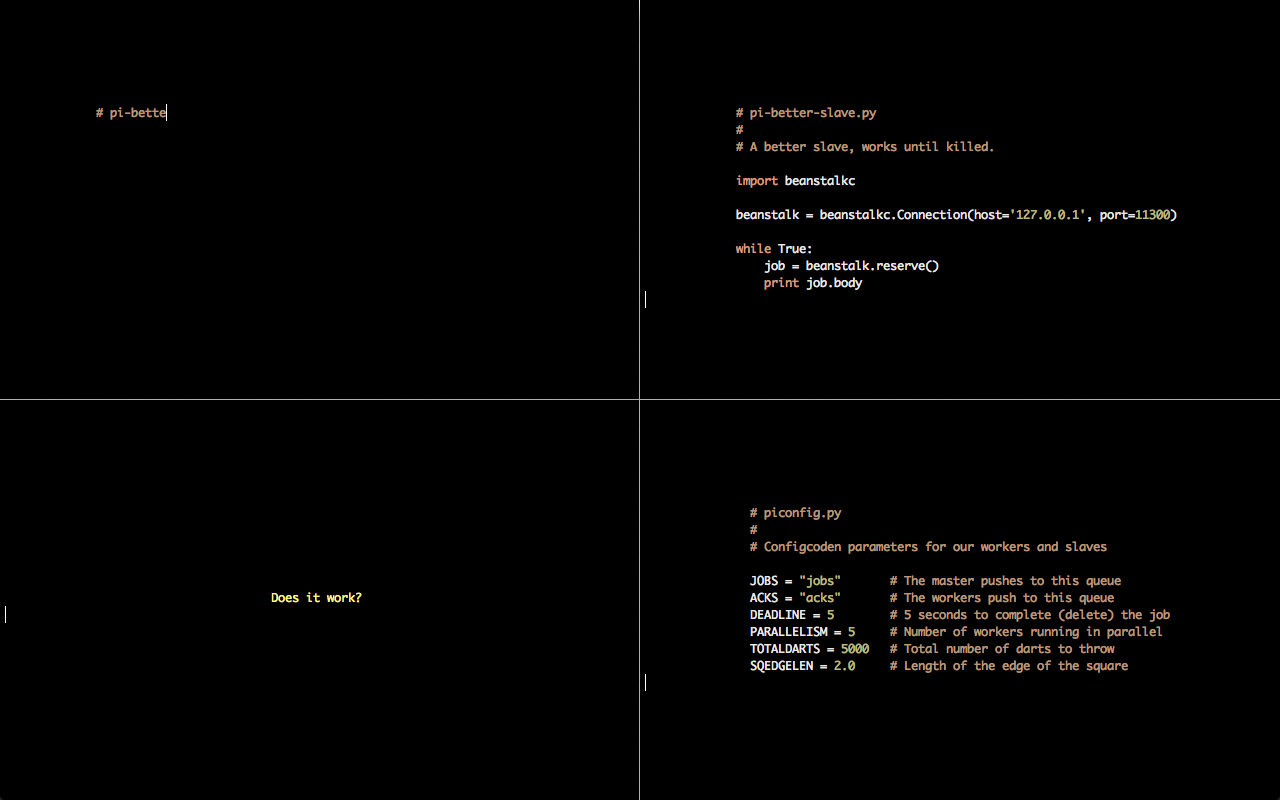 # pi-bette
# pi-better-slave.py
#
# A better slave, works until killed.
import beanstalkc
beanstalk = beanstalkc.Connection(host='127.0.0.1', port=11300)
while True:
    job = beanstalk.reserve()
    print job.body
Does it work?
# piconfig.py
#
# Configcoden parameters for our workers and slaves
JOBS = "jobs"       # The master pushes to this queue
ACKS = "acks"       # The workers push to this queue
DEADLINE = 5        # 5 seconds to complete (delete) the job
PARALLELISM = 5     # Number of workers running in parallel
TOTALDARTS = 5000   # Total number of darts to throw
SQEDGELEN = 2.0     # Length of the edge of the square